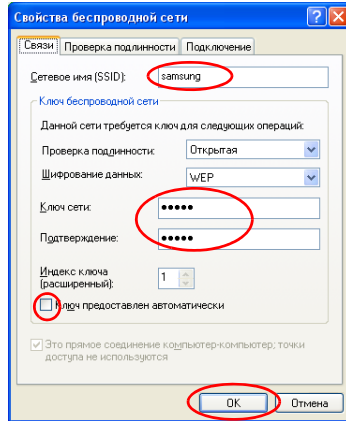 Свойства беспроводной сети
Связи Проверка подлинности Подключение
Сетевое имя (SSID): samsung
Ключ беспроводной сети
Данной сети требуется ключ для следующих операций:
Проверка подлинности: Открытая
Шифрование данных: WEP
Ключ сети: •••••
Подтверждение: •••••
Индекс ключа
(расширенный): 1
Ключ предоставлен автоматически
Это прямое соединение компьютер-компьютер; точки
доступа не используются
OK Отмена